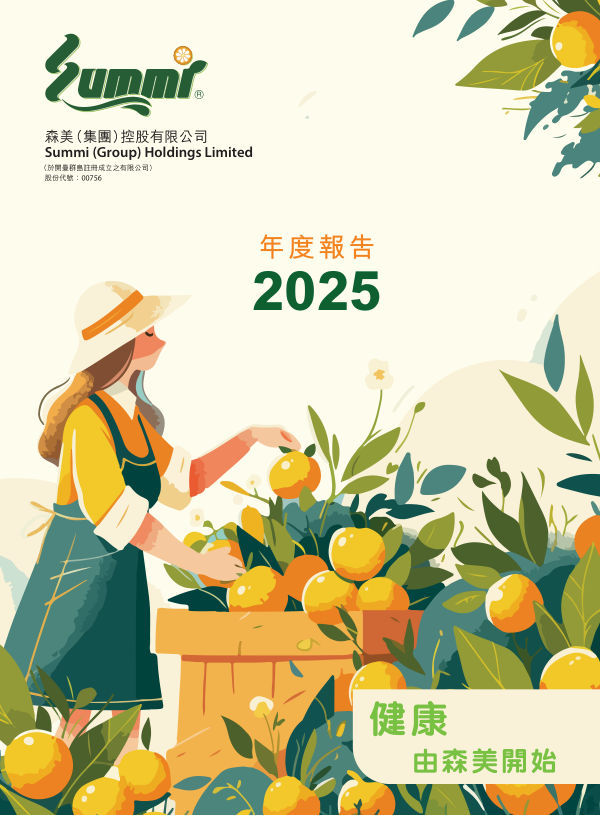 Summi®
森美（集團）控股有限公司
Summi (Group) Holdings Limited
（於開曼群島註冊成立之有限公司）
股份代號：00756
年度報告
2025
健康
由森美開始